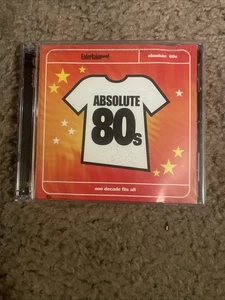 Entertainment
absolute 80s
ABSOLUTE
80s
one decade fits all